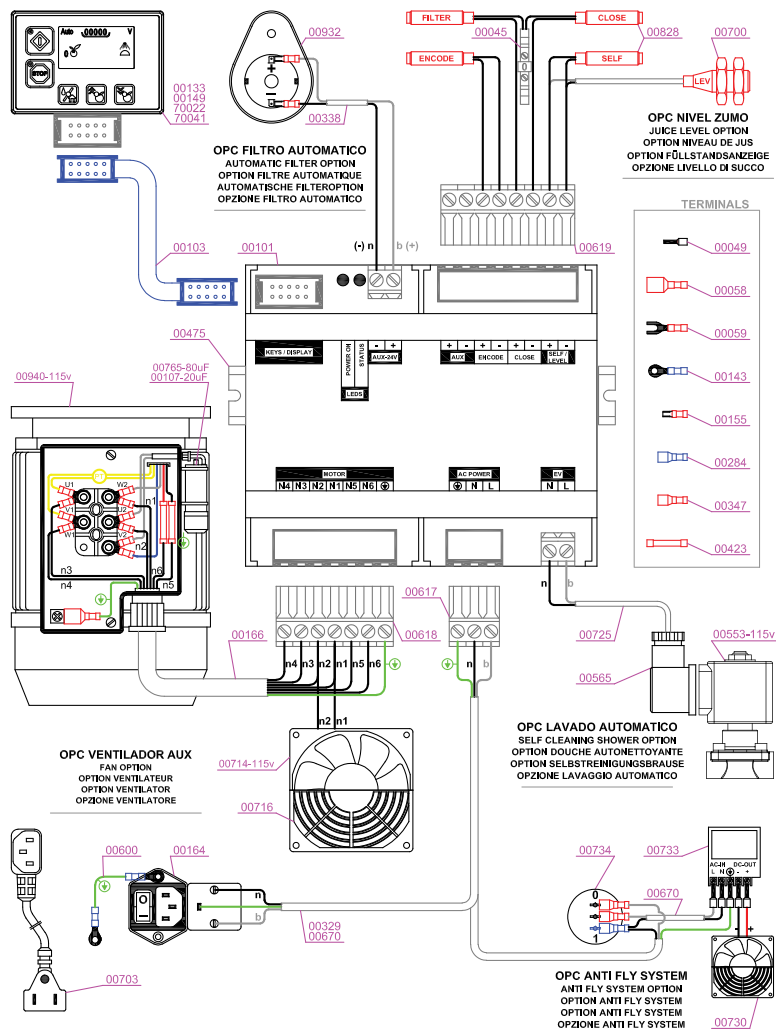 Auto 00000 V
0
STOP
00133
00149
70022
70041
00932
+
−
00338
FILTER
ENCODE
00045
0
CLOSE
SELF
00828
00700
LEV
OPC NIVEL ZUMO
JUICE LEVEL OPTION
OPTION NIVEAU DE JUS
OPTION FÜLLSTANDSANZEIGE
OPZIONE LIVELLO DI SUCCO
OPC FILTRO AUTOMATICO
AUTOMATIC FILTER OPTION
OPTION FILTRE AUTOMATIQUE
AUTOMATISCHE FILTEROPTION
OPZIONE FILTRO AUTOMATICO
00103
00101
(-) n b (+)
00619
TERMINALS
00049
00058
00059
00143
00155
00284
00347
00423
00475
KEYS / DISPLAY
POWER ON
STATUS
LEDS
- +
AUX-24V
+ - + - + - + -
AUX ENCODE CLOSE SELF / LEVEL
MOTOR
N4 N3 N2 N1 N5 N6
AC POWER
N L
EV
N L
00940-115v
00765-80uF
00107-20uF
U1 W2
V1 U2
W1 V2
n1
n2
n3
n4
n6
n5
00166
n4 n3 n2 n1 n5 n6
00618
00617
n b
n b
00725
00565
00553-115v
n2 n1
OPC VENTILADOR AUX
FAN OPTION
OPTION VENTILATEUR
OPTION VENTILATOR
OPZIONE VENTILATORE
00714-115v
00716
OPC LAVADO AUTOMATICO
SELF CLEANING SHOWER OPTION
OPTION DOUCHE AUTONETTOYANTE
OPTION SELBSTREINIGUNGSBRAUSE
OPZIONE LAVAGGIO AUTOMATICO
00600
00164
n
b
00329
00670
00703
00734
0
1
00733
AC-IN DC-OUT
L N - +
00670
- +
00730
OPC ANTI FLY SYSTEM
ANTI FLY SYSTEM OPTION
OPTION ANTI FLY SYSTEM
OPTION ANTI FLY SYSTEM
OPZIONE ANTI FLY SYSTEM